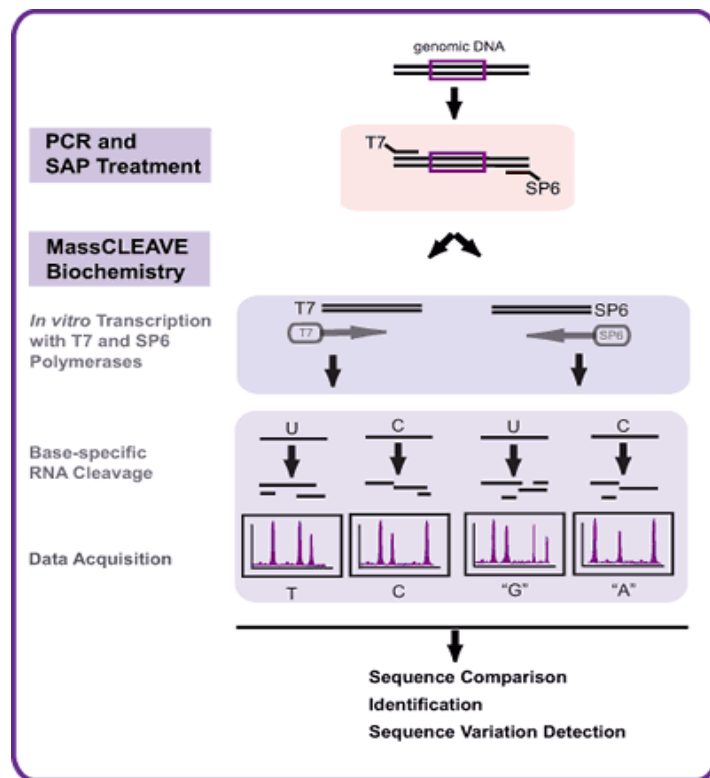 genomic DNA
PCR and
SAP Treatment
T7
SP6
MassCLEAVE
Biochemistry
In vitro Transcription
with T7 and SP6
Polymerases
T7
SP6
T7
SP6
Base-specific
RNA Cleavage
U
C
U
C
Data Acquisition
T
C
“G”
“A”
Sequence Comparison
Identification
Sequence Variation Detection